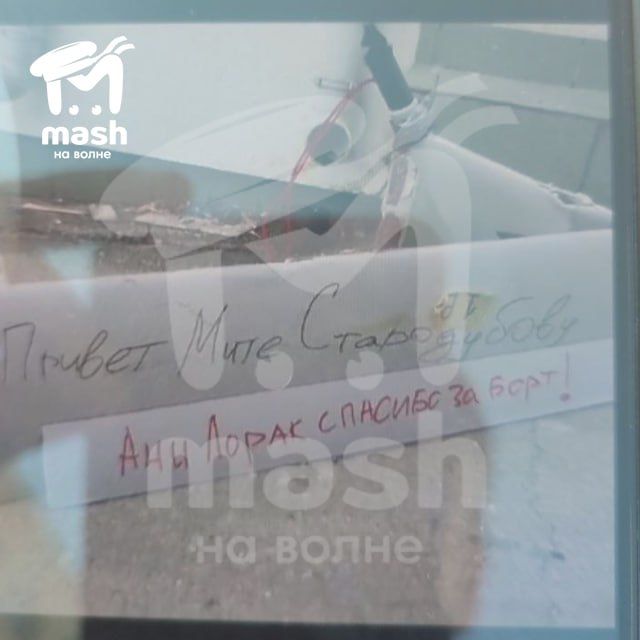 mash
на волне
Привет Мите Стародубову
Ани Лорак спасибо за борт!
mash
на волне